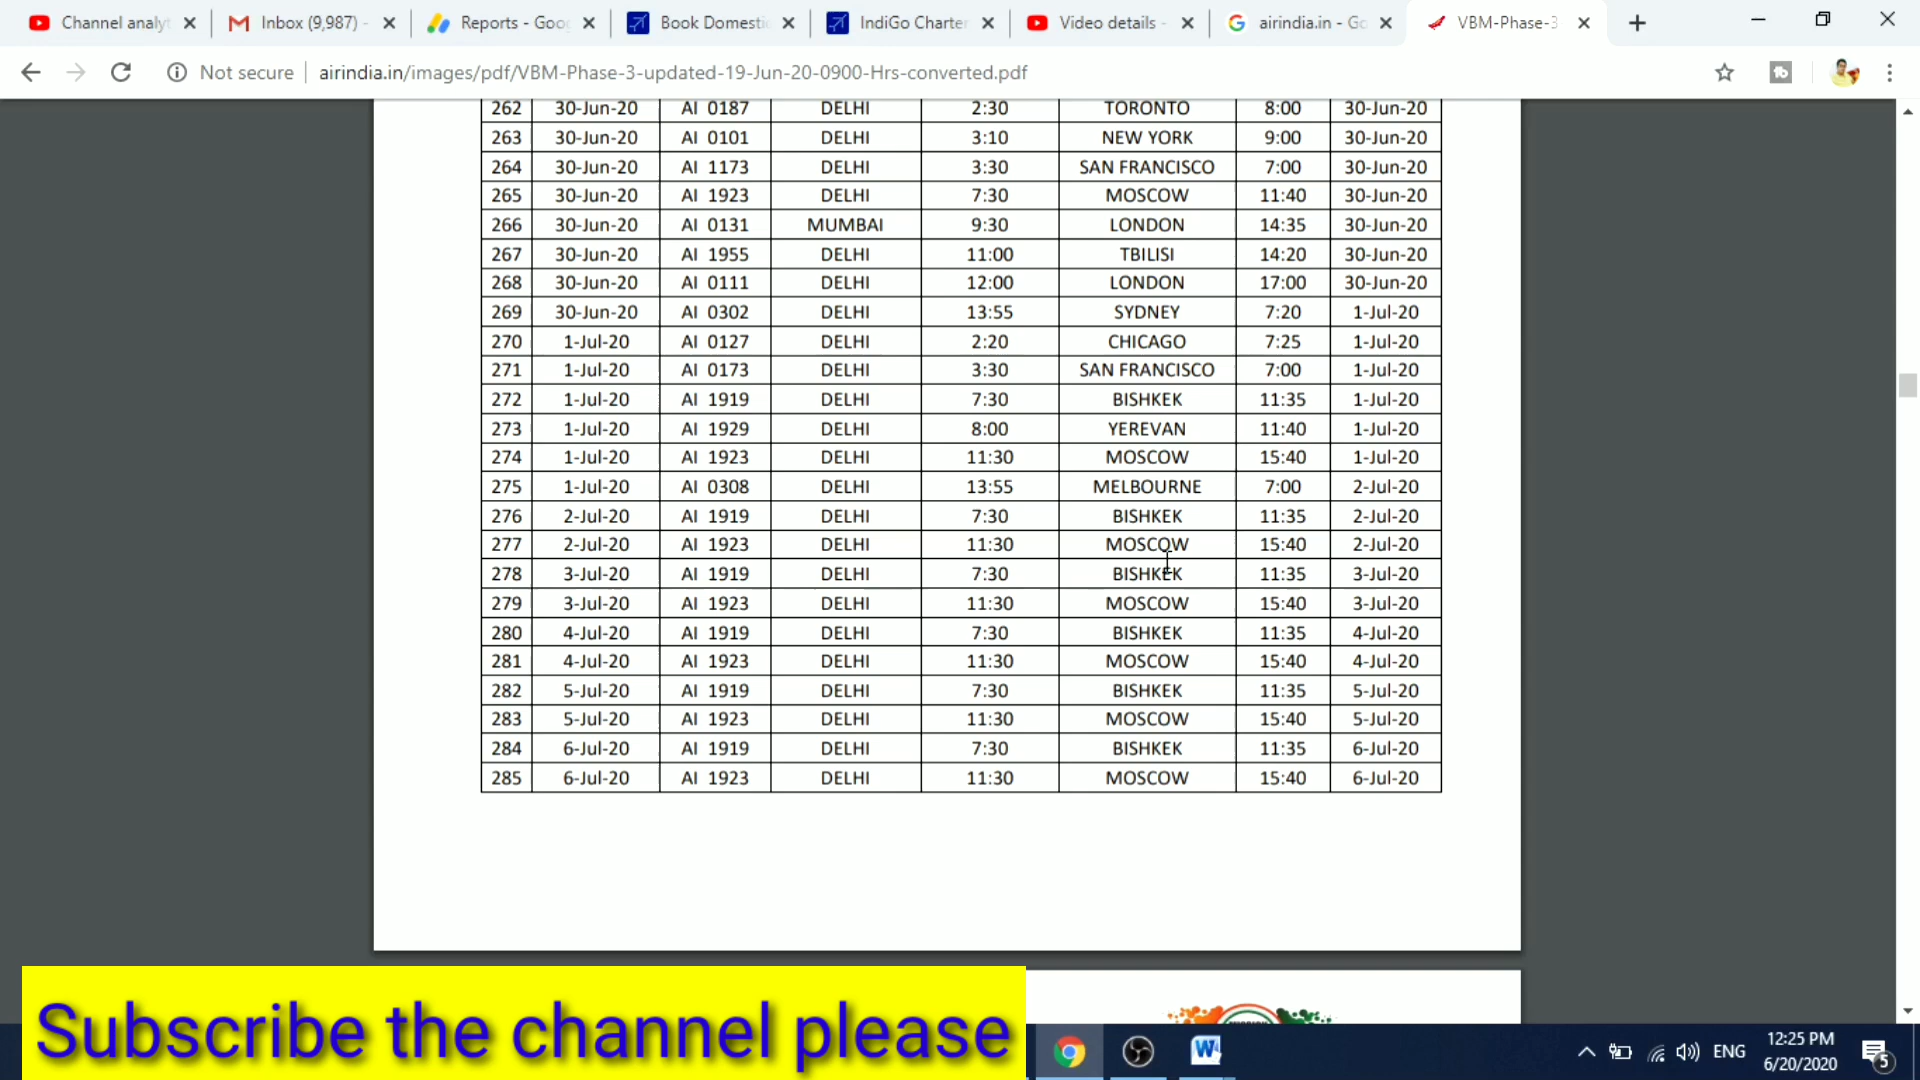 Channel analyt
Inbox (9,987) -
Reports - Goo
Book Domesti
IndiGo Charter
Video details -
airindia.in - Go
VBM-Phase-3
Not secure
airindia.in/images/pdf/VBM-Phase-3-updated-19-Jun-20-0900-Hrs-converted.pdf
262 30-Jun-20 AI 0187 DELHI 2:30 TORONTO 8:00 30-Jun-20
263 30-Jun-20 AI 0101 DELHI 3:10 NEW YORK 9:00 30-Jun-20
264 30-Jun-20 AI 1173 DELHI 3:30 SAN FRANCISCO 7:00 30-Jun-20
265 30-Jun-20 AI 1923 DELHI 7:30 MOSCOW 11:40 30-Jun-20
266 30-Jun-20 AI 0131 MUMBAI 9:30 LONDON 14:35 30-Jun-20
267 30-Jun-20 AI 1955 DELHI 11:00 TBILISI 14:20 30-Jun-20
268 30-Jun-20 AI 0111 DELHI 12:00 LONDON 17:00 30-Jun-20
269 30-Jun-20 AI 0302 DELHI 13:55 SYDNEY 7:20 1-Jul-20
270 1-Jul-20 AI 0127 DELHI 2:20 CHICAGO 7:25 1-Jul-20
271 1-Jul-20 AI 0173 DELHI 3:30 SAN FRANCISCO 7:00 1-Jul-20
272 1-Jul-20 AI 1919 DELHI 7:30 BISHKEK 11:35 1-Jul-20
273 1-Jul-20 AI 1929 DELHI 8:00 YEREVAN 11:40 1-Jul-20
274 1-Jul-20 AI 1923 DELHI 11:30 MOSCOW 15:40 1-Jul-20
275 1-Jul-20 AI 0308 DELHI 13:55 MELBOURNE 7:00 2-Jul-20
276 2-Jul-20 AI 1919 DELHI 7:30 BISHKEK 11:35 2-Jul-20
277 2-Jul-20 AI 1923 DELHI 11:30 MOSCOW 15:40 2-Jul-20
278 3-Jul-20 AI 1919 DELHI 7:30 BISHKEK 11:35 3-Jul-20
279 3-Jul-20 AI 1923 DELHI 11:30 MOSCOW 15:40 3-Jul-20
280 4-Jul-20 AI 1919 DELHI 7:30 BISHKEK 11:35 4-Jul-20
281 4-Jul-20 AI 1923 DELHI 11:30 MOSCOW 15:40 4-Jul-20
282 5-Jul-20 AI 1919 DELHI 7:30 BISHKEK 11:35 5-Jul-20
283 5-Jul-20 AI 1923 DELHI 11:30 MOSCOW 15:40 5-Jul-20
284 6-Jul-20 AI 1919 DELHI 7:30 BISHKEK 11:35 6-Jul-20
285 6-Jul-20 AI 1923 DELHI 11:30 MOSCOW 15:40 6-Jul-20
Subscribe the channel please
ENG
12:25 PM
6/20/2020
5